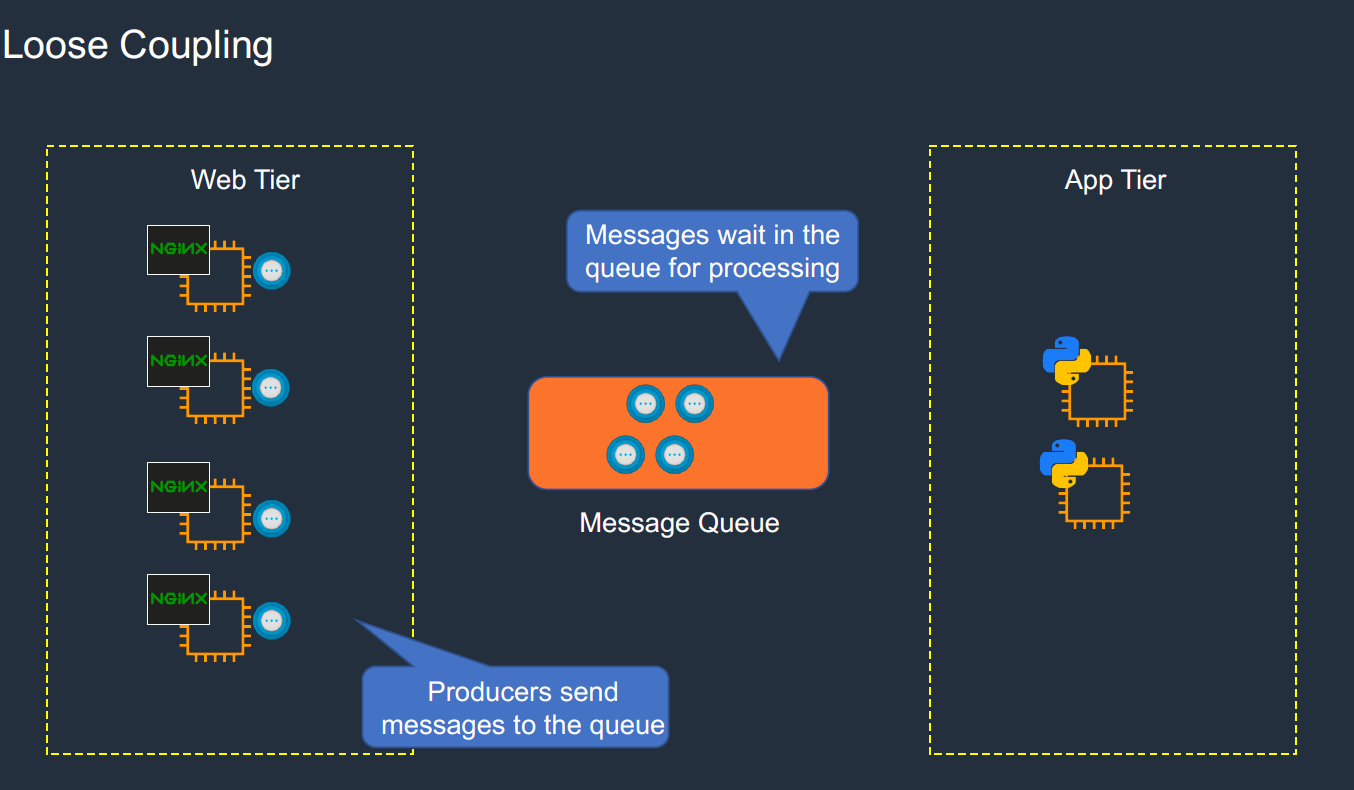 Loose Coupling
Web Tier
App Tier
NGINX
NGINX
NGINX
NGINX
Messages wait in the
queue for processing
Message Queue
Producers send
messages to the queue